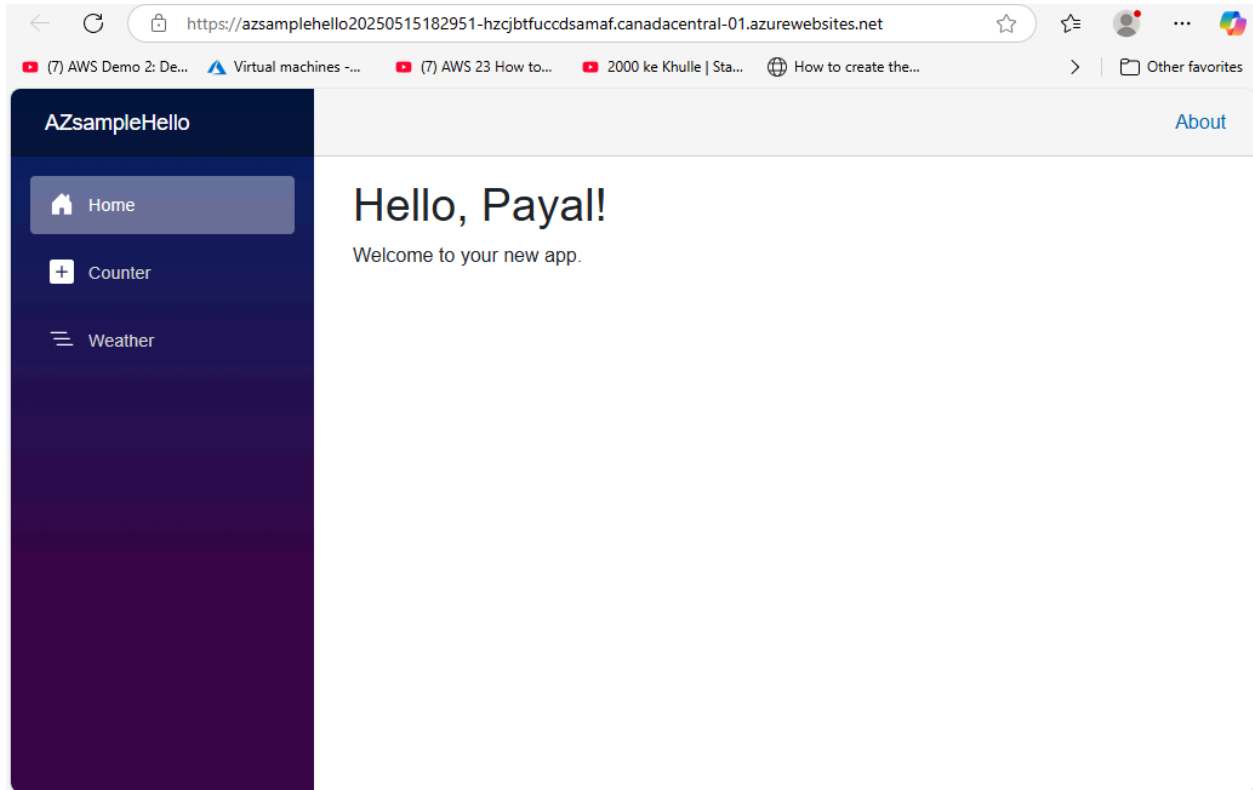 https://azsamplehello20250515182951-hzcjbtfuccdsamaf.canadacentral-01.azurewebsites.net
(7) AWS Demo 2: De... Virtual machines -... (7) AWS 23 How to... 2000 ke Khulle | Sta... How to create the... Other favorites
AZsampleHello About
Home
Counter
Weather
Hello, Payal!
Welcome to your new app.